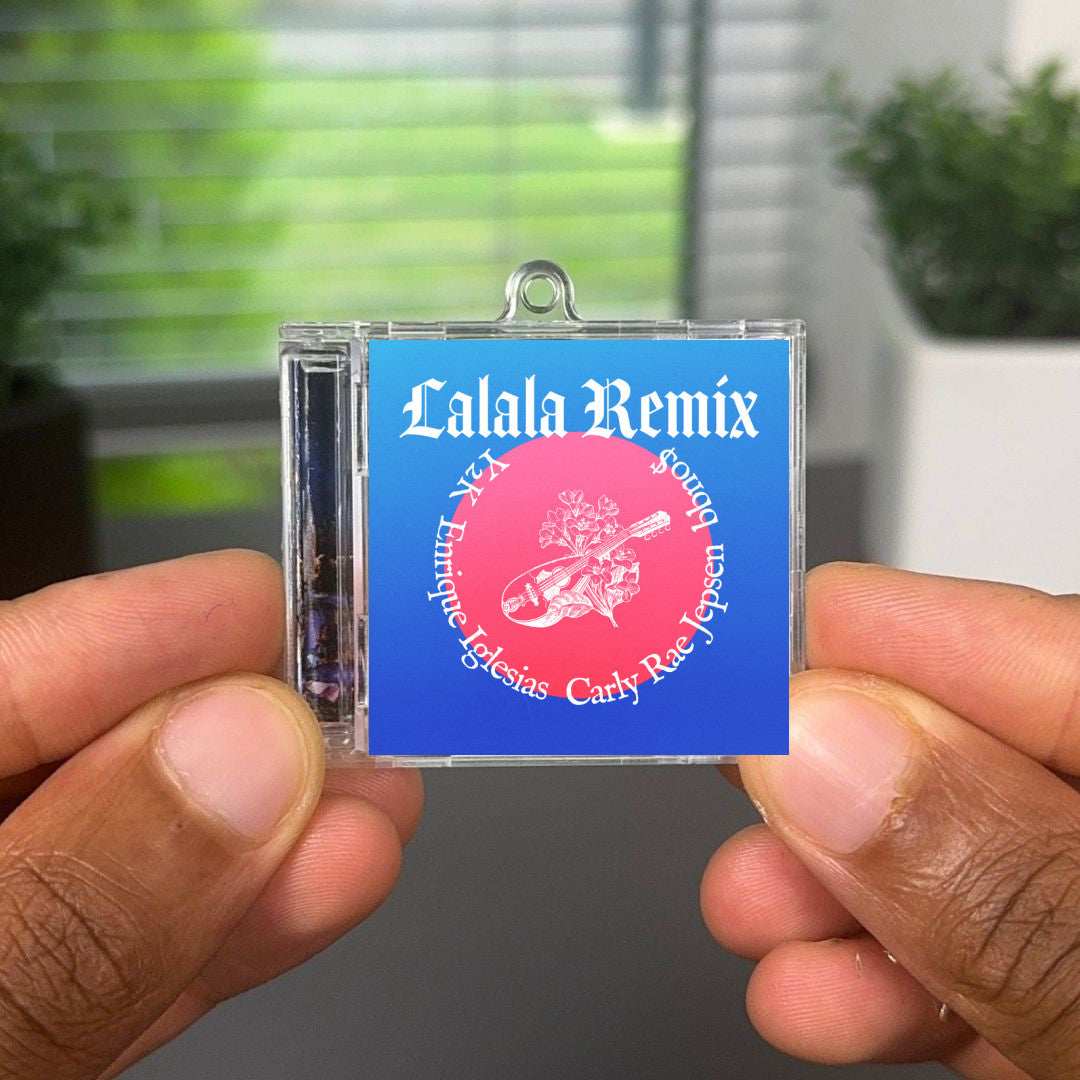 Lalala Remix
Y2K Enrique Iglesias Carly Rae Jepsen bbno$